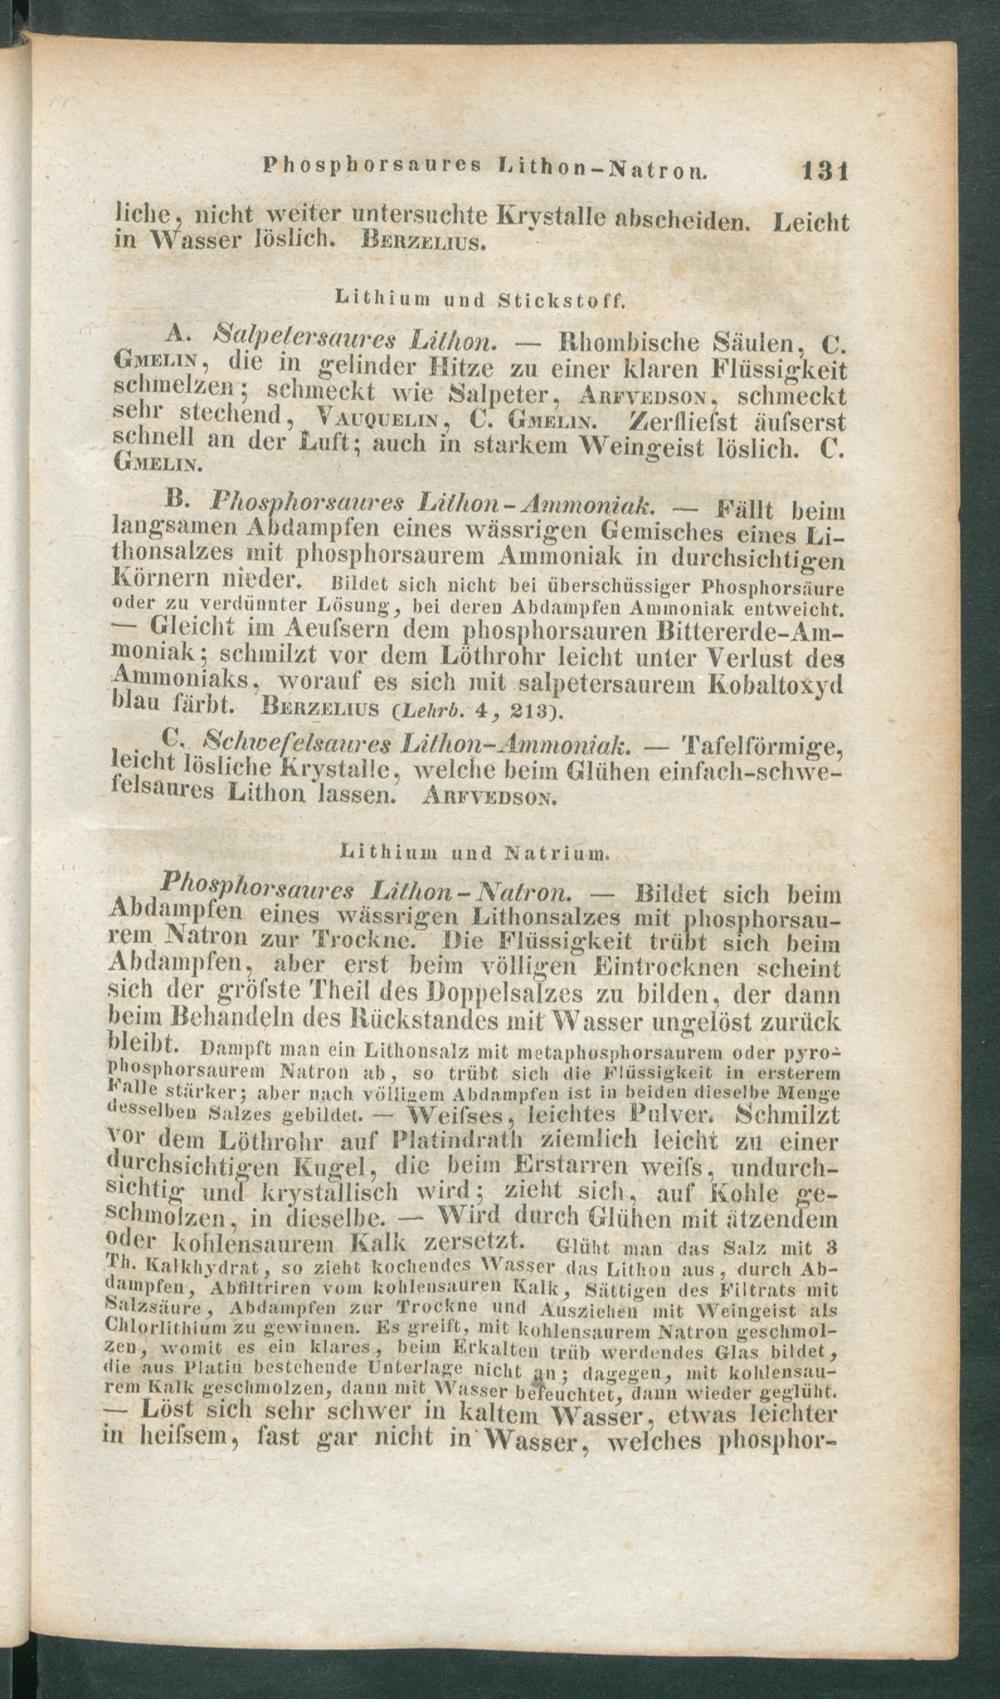 Phosphorsaures Lithon-Natron. 131
liche, nicht weiter untersuchte Krystalle abscheiden. Leicht
in Wasser löslich. BERZELIUS.
Lithium und Stickstoff.
A. Salpetersaures Lithon. — Rhombische Säulen, C.
GMELIN, die in gelinder Hitze zu einer klaren Flüssigkeit
schmelzen; schmeckt wie Salpeter, ARFVEDSON, schmeckt
sehr stechend, VAUQUELIN, C. GMELIN. Zerfliefst äufserst
schnell an der Luft; auch in starkem Weingeist löslich. C.
GMELIN.
B. Phosphorsaures Lithon-Ammoniak. — Fällt beim
langsamen Abdampfen eines wässrigen Gemisches eines Li-
thonsalzes mit phosphorsaurem Ammoniak in durchsichtigen
Körnern nieder. Bildet sich nicht bei überschüssiger Phosphorsäure
oder zu verdünnter Lösung, bei deren Abdampfen Ammoniak entweicht.
— Gleicht im Aeufsern dem phosphorsauren Bittererde-Am-
moniak; schmilzt vor dem Löthrohr leicht unter Verlust des
Ammoniaks, worauf es sich mit salpetersaurem Kobaltoxyd
blau färbt. BERZELIUS (Lehrb. 4, 213).
C. Schwefelsaures Lithon-Ammoniak. — Tafelförmige,
leicht lösliche Krystalle, welche beim Glühen einfach-schwe-
felsaures Lithon lassen. ARFVEDSON.
Lithium und Natrium.
Phosphorsaures Lithon-Natron. — Bildet sich beim
Abdampfen eines wässrigen Lithonsalzes mit phosphorsau-
rem Natron zur Trockne. Die Flüssigkeit trübt sich beim
Abdampfen, aber erst beim völligen Eintrocknen scheint
sich der gröfste Theil des Doppelsalzes zu bilden, der dann
beim Behandeln des Rückstandes mit Wasser ungelöst zurück
bleibt. Dampft man ein Lithonsalz mit metaphosphorsaurem oder pyro-
phosphorsaurem Natron ab, so trübt sich die Flüssigkeit in ersterem
Falle stärker; aber nach völligem Abdampfen ist in beiden dieselbe Menge
desselben Salzes gebildet. — Weifses, leichtes Pulver. Schmilzt
vor dem Löthrohr auf Platindrath ziemlich leicht zu einer
durchsichtigen Kugel, die beim Erstarren weifs, undurch-
sichtig und krystallisch wird; zieht sich, auf Kohle ge-
schmolzen, in dieselbe. — Wird durch Glühen mit ätzendem
oder kohlensaurem Kalk zersetzt. Glüht man das Salz mit 3
Th. Kalkhydrat, so zieht kochendes Wasser das Lithon aus, durch Ab-
dampfen, Abfiltriren vom kohlensauren Kalk, Sättigen des Filtrats mit
Salzsäure, Abdampfen zur Trockne und Ausziehen mit Weingeist als
Chlorlithium zu gewinnen. Es greift, mit kohlensaurem Natron geschmol-
zen, womit es ein klares, beim Erkalten trüb werdendes Glas bildet,
die aus Platin bestehende Unterlage nicht an; dagegen, mit kohlensau-
rem Kalk geschmolzen, dann mit Wasser befeuchtet, dann wieder geglüht.
— Löst sich sehr schwer in kaltem Wasser, etwas leichter
in heifsem, fast gar nicht in Wasser, welches phosphor-